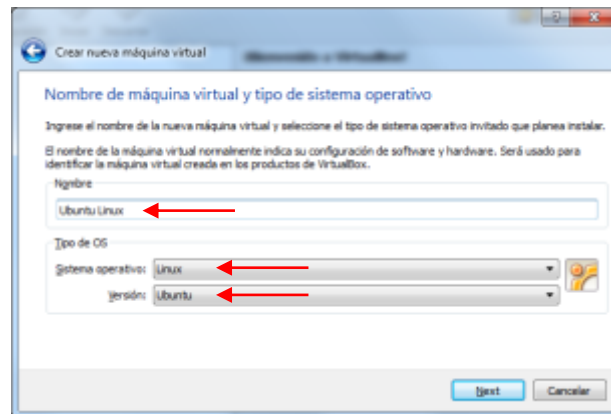 Crear nueva máquina virtual
Nombre de máquina virtual y tipo de sistema operativo
Ingrese el nombre de la nueva máquina virtual y seleccione el tipo de sistema operativo invitado que planea instalar.
El nombre de la máquina virtual normalmente indica su configuración de software y hardware. Será usado para
identificar la máquina virtual creada en los productos de VirtualBox.
Nombre
Ubuntu Linux
Tipo de OS
Sistema operativo: Linux
Versión: Ubuntu
Next Cancelar